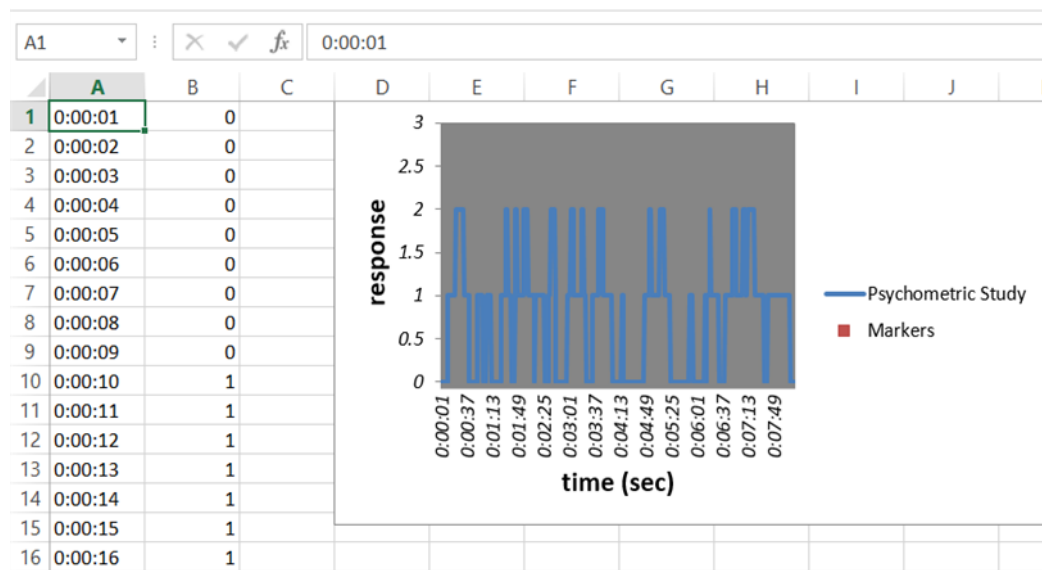 A1 fx 0:00:01
A B C D E F G H I J
1 0:00:01 0
2 0:00:02 0
3 0:00:03 0
4 0:00:04 0
5 0:00:05 0
6 0:00:06 0
7 0:00:07 0
8 0:00:08 0
9 0:00:09 0
10 0:00:10 1
11 0:00:11 1
12 0:00:12 1
13 0:00:13 1
14 0:00:14 1
15 0:00:15 1
16 0:00:16 1
3
2.5
2
1.5
1
0.5
0
response
0:00:01 0:00:37 0:01:13 0:01:49 0:02:25 0:03:01 0:03:37 0:04:13 0:04:49 0:05:25 0:06:01 0:06:37 0:07:13 0:07:49
time (sec)
Psychometric Study
Markers